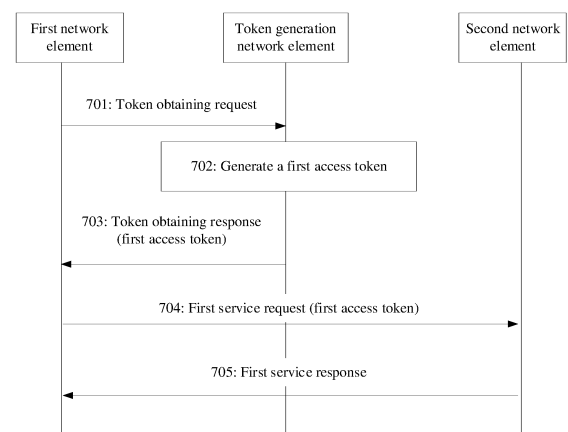 First network
element
Token generation
network element
Second network
element
701: Token obtaining request
702: Generate a first access token
703: Token obtaining response
(first access token)
704: First service request (first access token)
705: First service response